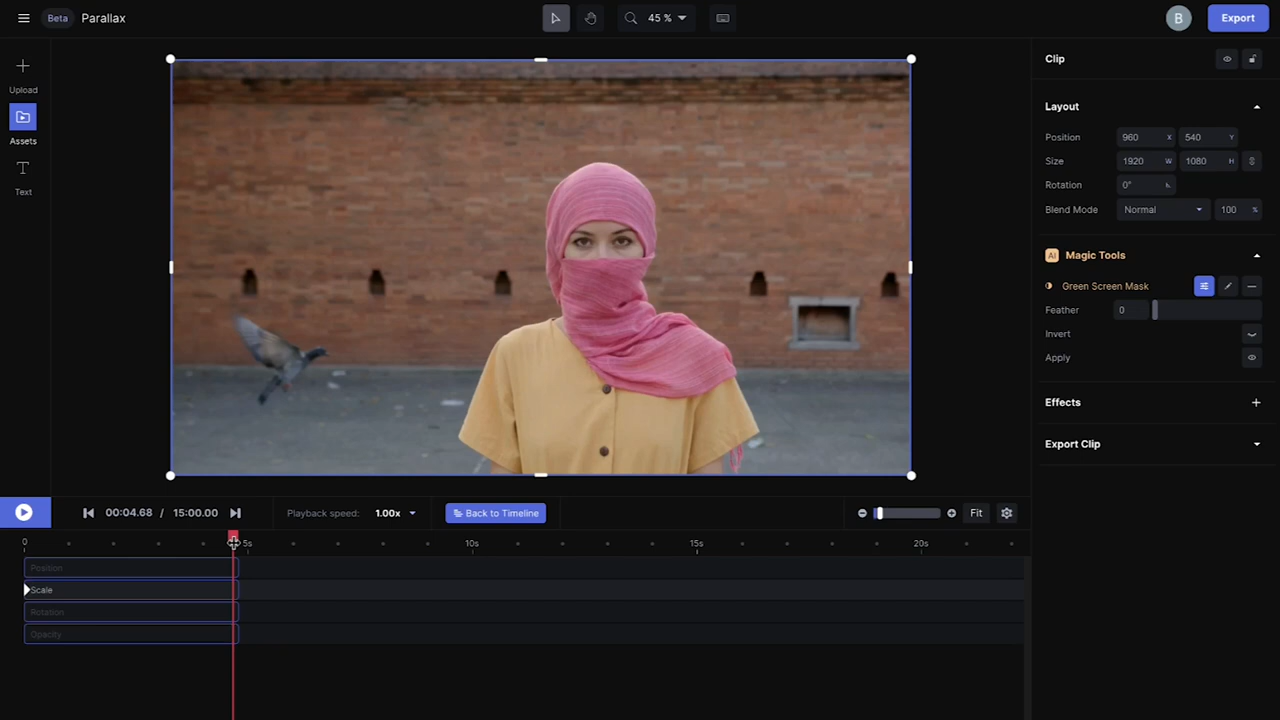 Beta Parallax 45 % B Export
Upload
Assets
Text
Clip
Layout
Position 960 X 540 Y
Size 1920 W 1080 H
Rotation 0°
Blend Mode Normal 100 %
AI Magic Tools
Green Screen Mask
Feather 0
Invert
Apply
Effects
Export Clip
00:04.68 / 15:00.00 Playback speed: 1.00x Back to Timeline Fit
0 5s 10s 15s 20s
Position
Scale
Rotation
Opacity